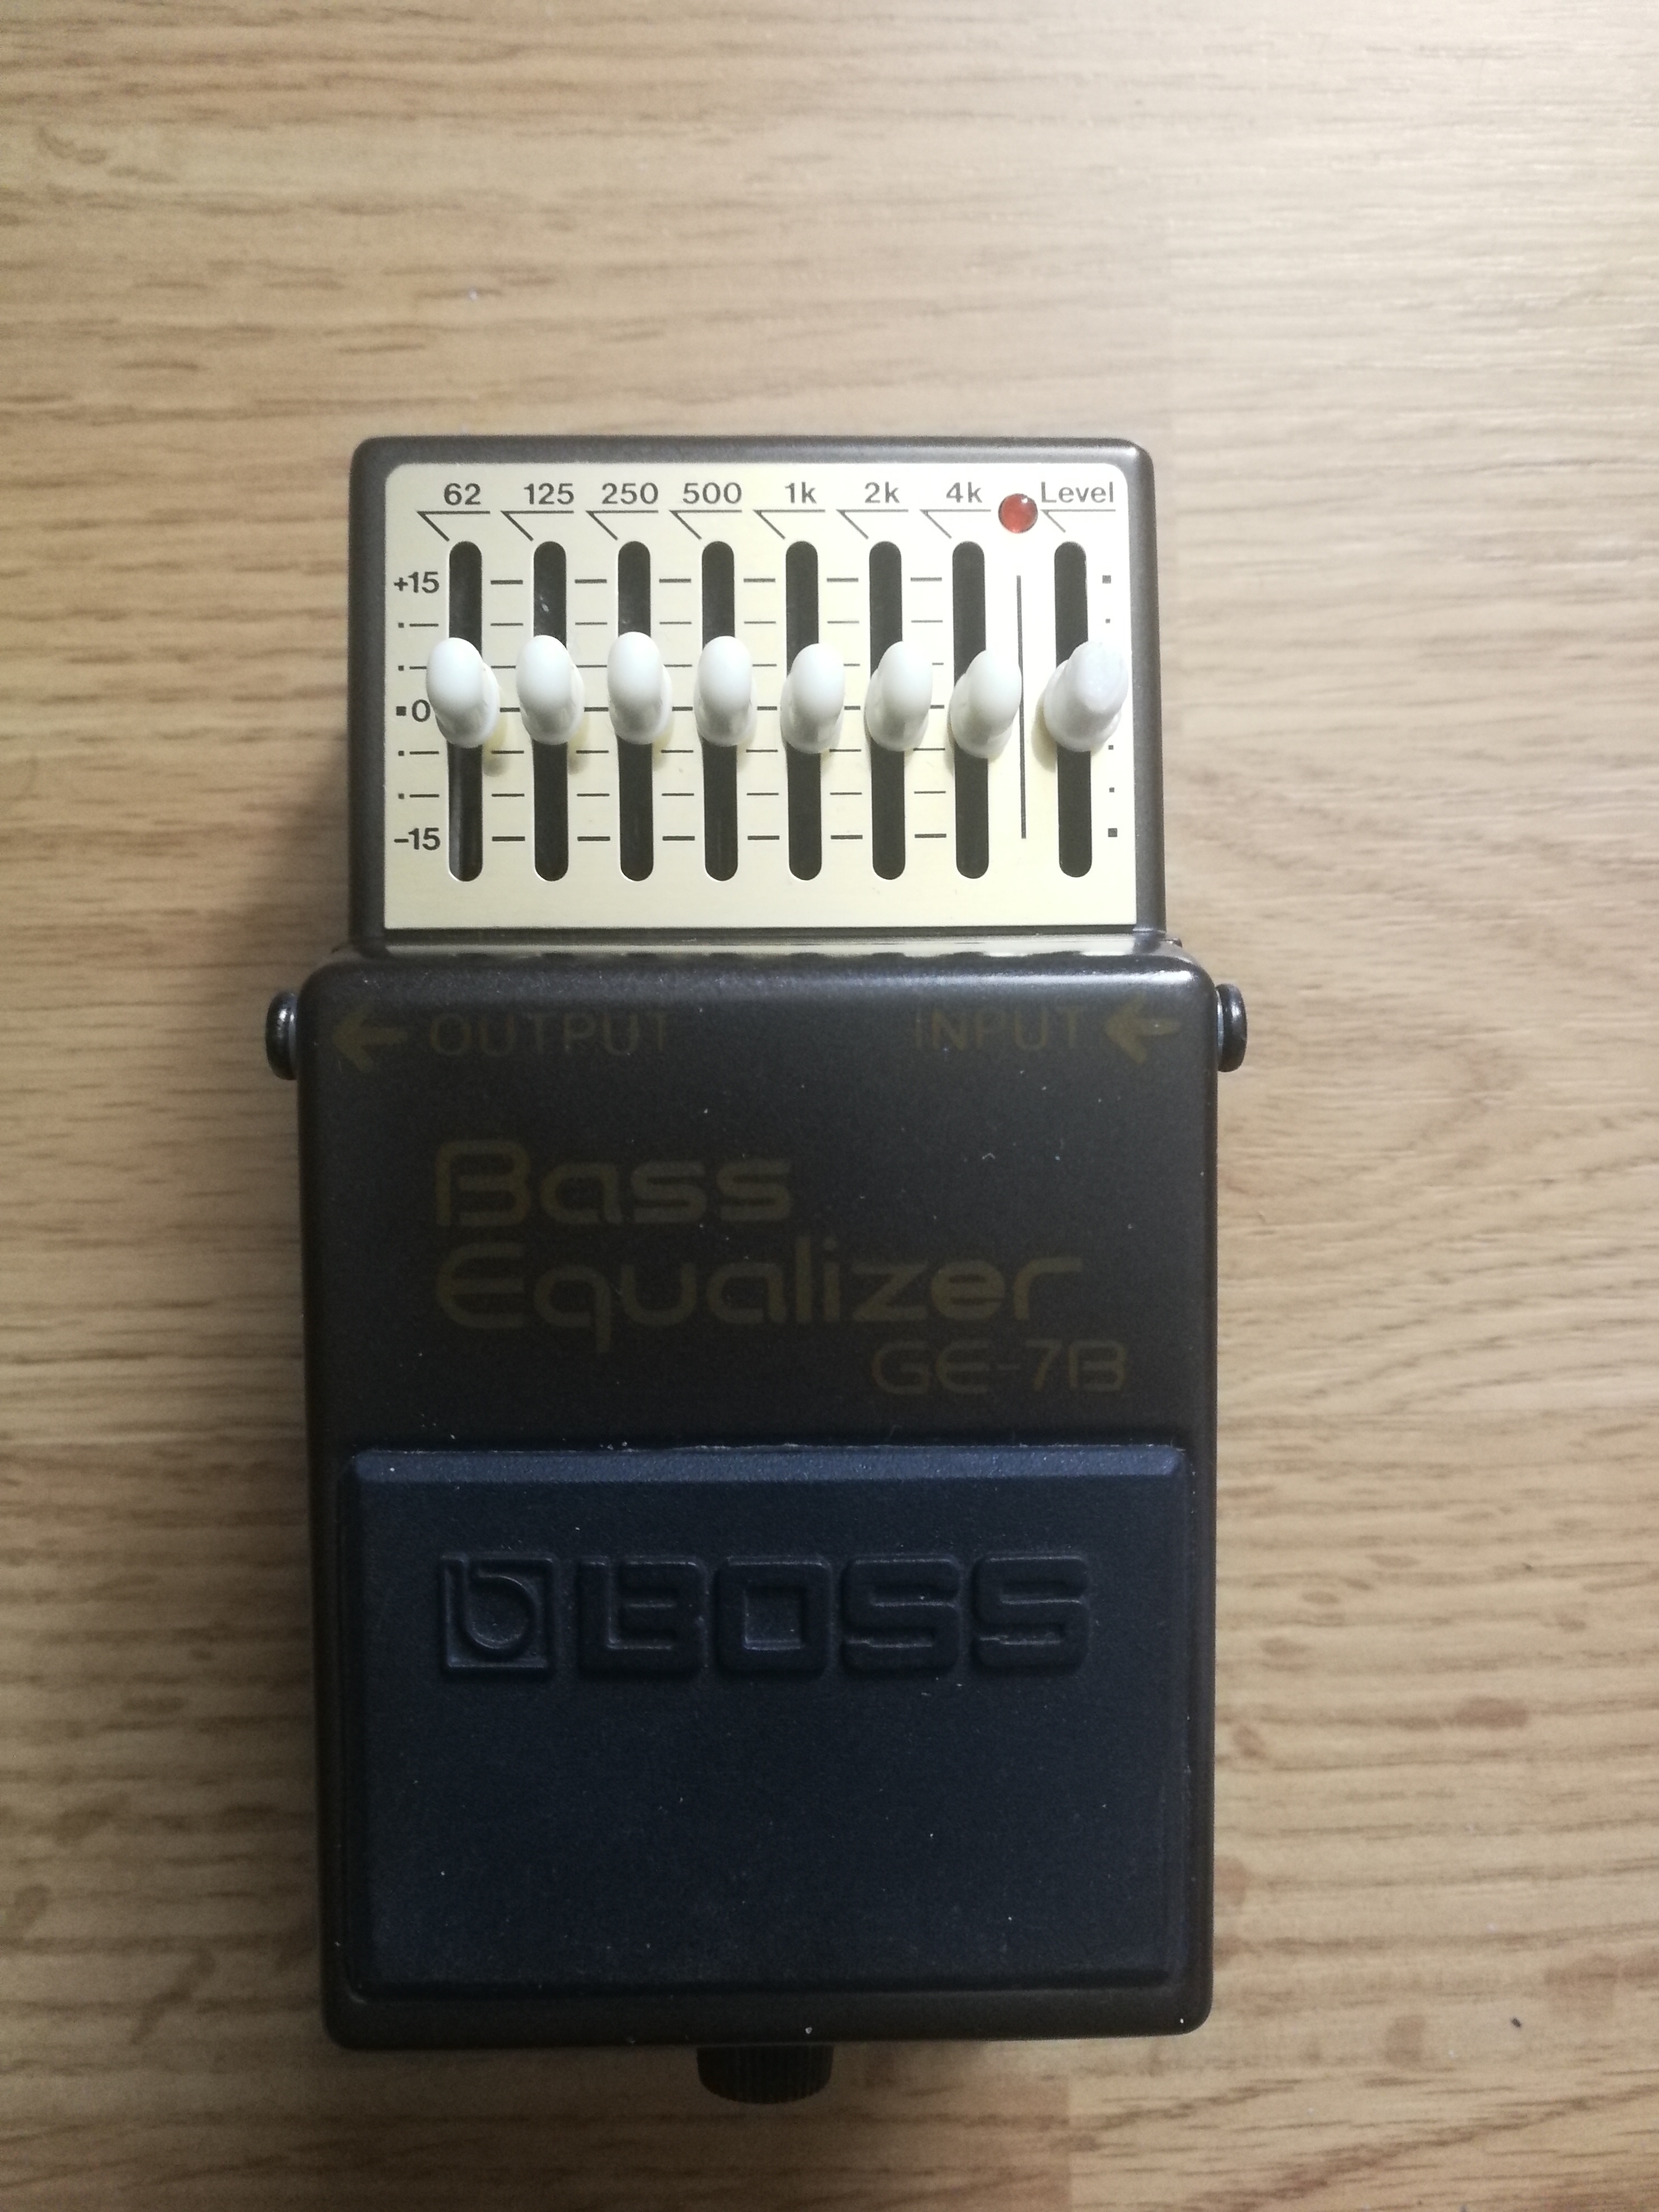 62 125 250 500 1k 2k 4k Level
+15
0
-15
OUTPUT INPUT
Bass
Equalizer
GE-7B
BOSS